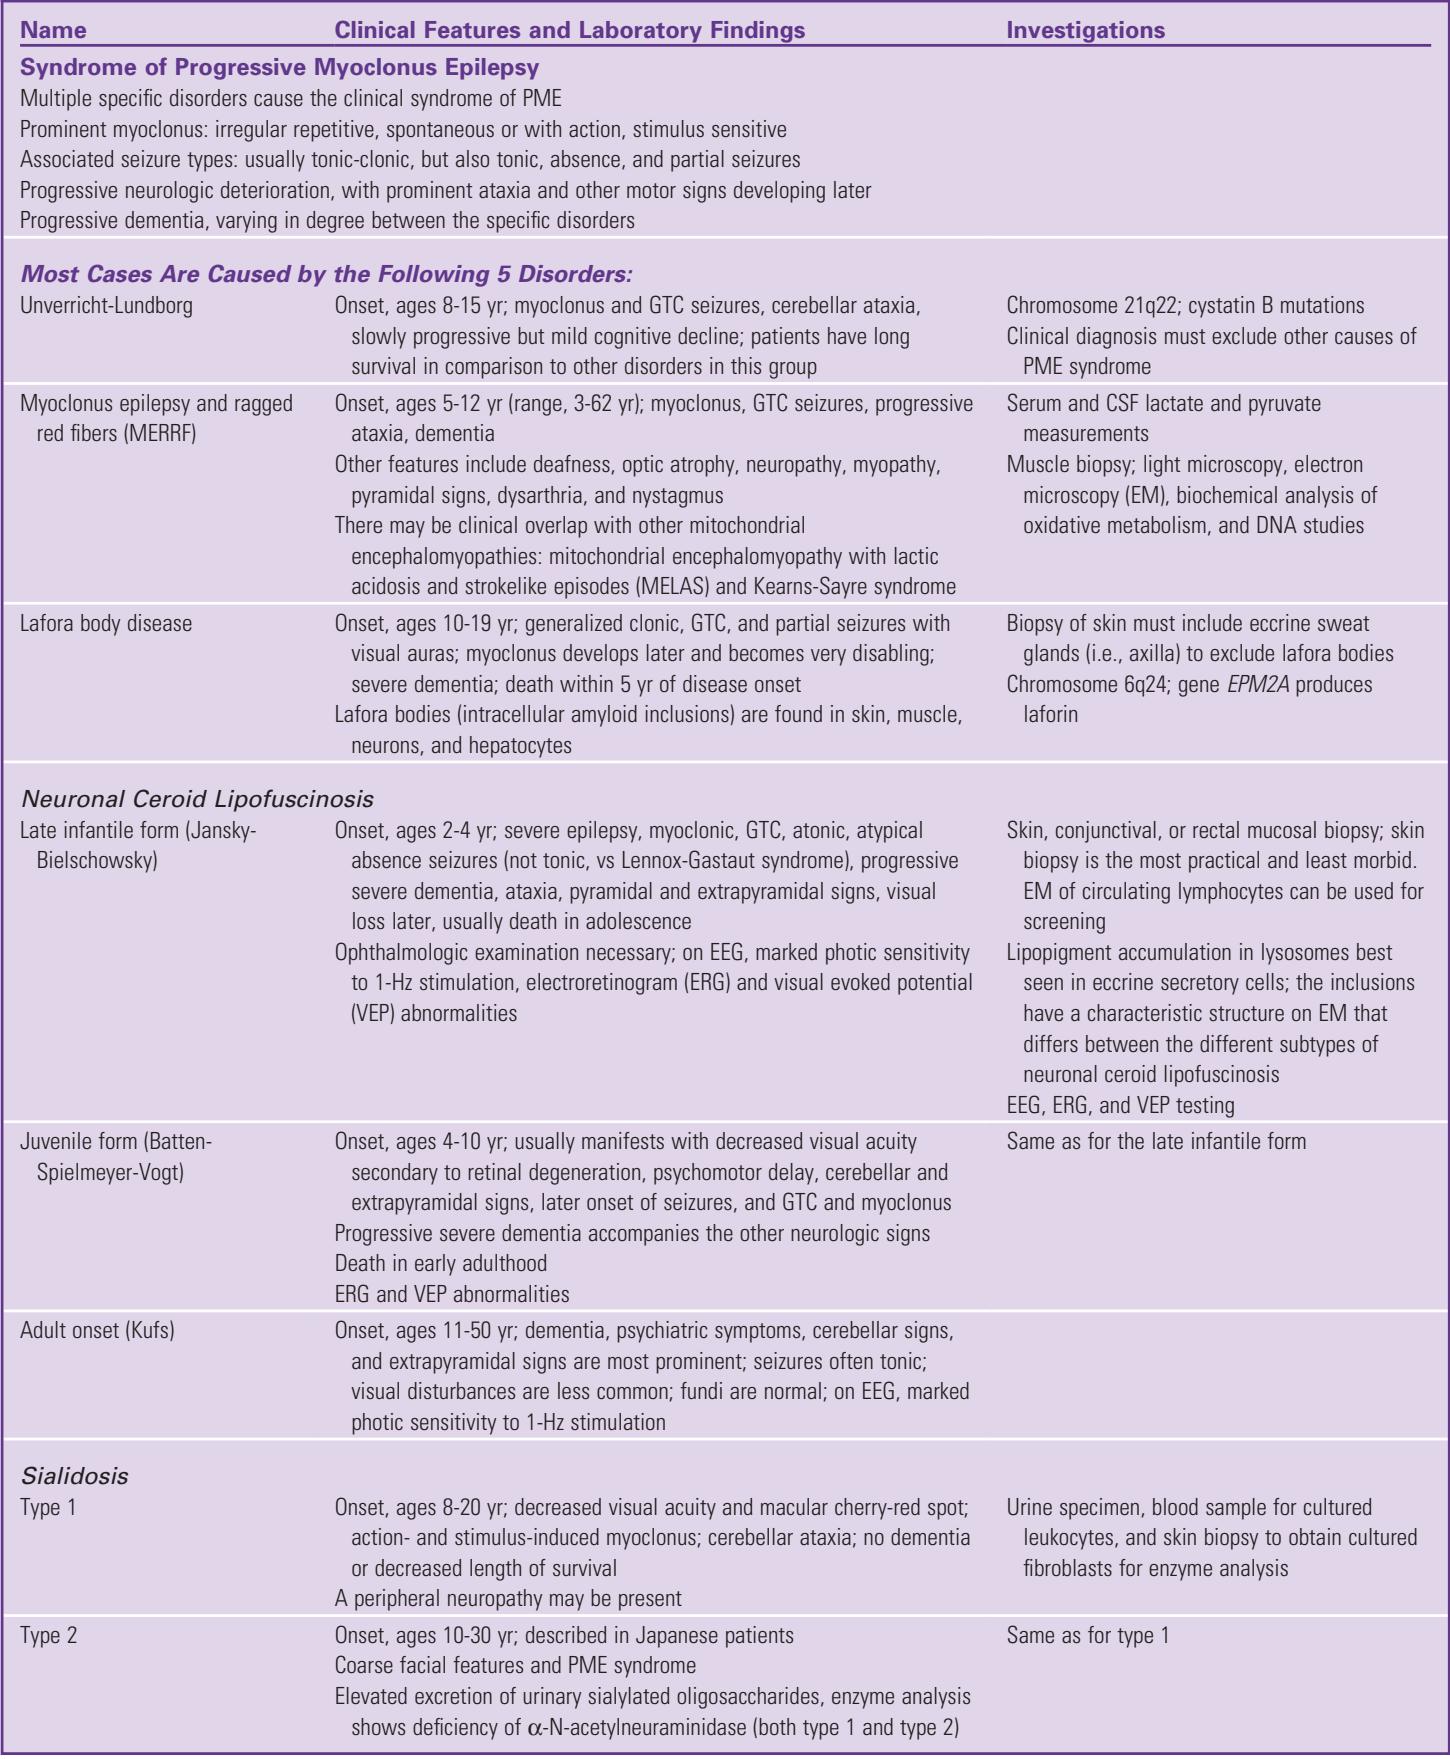 Name Clinical Features and Laboratory Findings Investigations
Syndrome of Progressive Myoclonus Epilepsy
Multiple specific disorders cause the clinical syndrome of PME
Prominent myoclonus: irregular repetitive, spontaneous or with action, stimulus sensitive
Associated seizure types: usually tonic-clonic, but also tonic, absence, and partial seizures
Progressive neurologic deterioration, with prominent ataxia and other motor signs developing later
Progressive dementia, varying in degree between the specific disorders
Most Cases Are Caused by the Following 5 Disorders:
Unverricht-Lundborg
Onset, ages 8-15 yr; myoclonus and GTC seizures, cerebellar ataxia,
slowly progressive but mild cognitive decline; patients have long
survival in comparison to other disorders in this group
Chromosome 21q22; cystatin B mutations
Clinical diagnosis must exclude other causes of
PME syndrome
Myoclonus epilepsy and ragged
red fibers (MERRF)
Onset, ages 5-12 yr (range, 3-62 yr); myoclonus, GTC seizures, progressive
ataxia, dementia
Other features include deafness, optic atrophy, neuropathy, myopathy,
pyramidal signs, dysarthria, and nystagmus
There may be clinical overlap with other mitochondrial
encephalomyopathies: mitochondrial encephalomyopathy with lactic
acidosis and strokelike episodes (MELAS) and Kearns-Sayre syndrome
Serum and CSF lactate and pyruvate
measurements
Muscle biopsy; light microscopy, electron
microscopy (EM), biochemical analysis of
oxidative metabolism, and DNA studies
Lafora body disease
Onset, ages 10-19 yr; generalized clonic, GTC, and partial seizures with
visual auras; myoclonus develops later and becomes very disabling;
severe dementia; death within 5 yr of disease onset
Lafora bodies (intracellular amyloid inclusions) are found in skin, muscle,
neurons, and hepatocytes
Biopsy of skin must include eccrine sweat
glands (i.e., axilla) to exclude lafora bodies
Chromosome 6q24; gene EPM2A produces
laforin
Neuronal Ceroid Lipofuscinosis
Late infantile form (Jansky-
Bielschowsky)
Onset, ages 2-4 yr; severe epilepsy, myoclonic, GTC, atonic, atypical
absence seizures (not tonic, vs Lennox-Gastaut syndrome), progressive
severe dementia, ataxia, pyramidal and extrapyramidal signs, visual
loss later, usually death in adolescence
Ophthalmologic examination necessary; on EEG, marked photic sensitivity
to 1-Hz stimulation, electroretinogram (ERG) and visual evoked potential
(VEP) abnormalities
Skin, conjunctival, or rectal mucosal biopsy; skin
biopsy is the most practical and least morbid.
EM of circulating lymphocytes can be used for
screening
Lipopigment accumulation in lysosomes best
seen in eccrine secretory cells; the inclusions
have a characteristic structure on EM that
differs between the different subtypes of
neuronal ceroid lipofuscinosis
EEG, ERG, and VEP testing
Juvenile form (Batten-
Spielmeyer-Vogt)
Onset, ages 4-10 yr; usually manifests with decreased visual acuity
secondary to retinal degeneration, psychomotor delay, cerebellar and
extrapyramidal signs, later onset of seizures, and GTC and myoclonus
Progressive severe dementia accompanies the other neurologic signs
Death in early adulthood
ERG and VEP abnormalities
Same as for the late infantile form
Adult onset (Kufs)
Onset, ages 11-50 yr; dementia, psychiatric symptoms, cerebellar signs,
and extrapyramidal signs are most prominent; seizures often tonic;
visual disturbances are less common; fundi are normal; on EEG, marked
photic sensitivity to 1-Hz stimulation
Sialidosis
Type 1
Onset, ages 8-20 yr; decreased visual acuity and macular cherry-red spot;
action- and stimulus-induced myoclonus; cerebellar ataxia; no dementia
or decreased length of survival
A peripheral neuropathy may be present
Urine specimen, blood sample for cultured
leukocytes, and skin biopsy to obtain cultured
fibroblasts for enzyme analysis
Type 2
Onset, ages 10-30 yr; described in Japanese patients
Coarse facial features and PME syndrome
Elevated excretion of urinary sialylated oligosaccharides, enzyme analysis
shows deficiency of α-N-acetylneuraminidase (both type 1 and type 2)
Same as for type 1